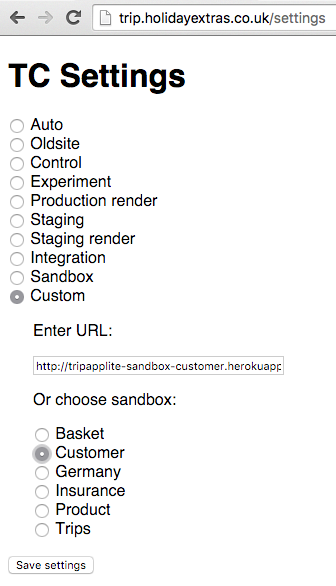 trip.holidayextras.co.uk/settings
TC Settings
Auto
Oldsite
Control
Experiment
Production render
Staging
Staging render
Integration
Sandbox
Custom
Enter URL:
http://tripapplite-sandbox-customer.herokuapp
Or choose sandbox:
Basket
Customer
Germany
Insurance
Product
Trips
Save settings